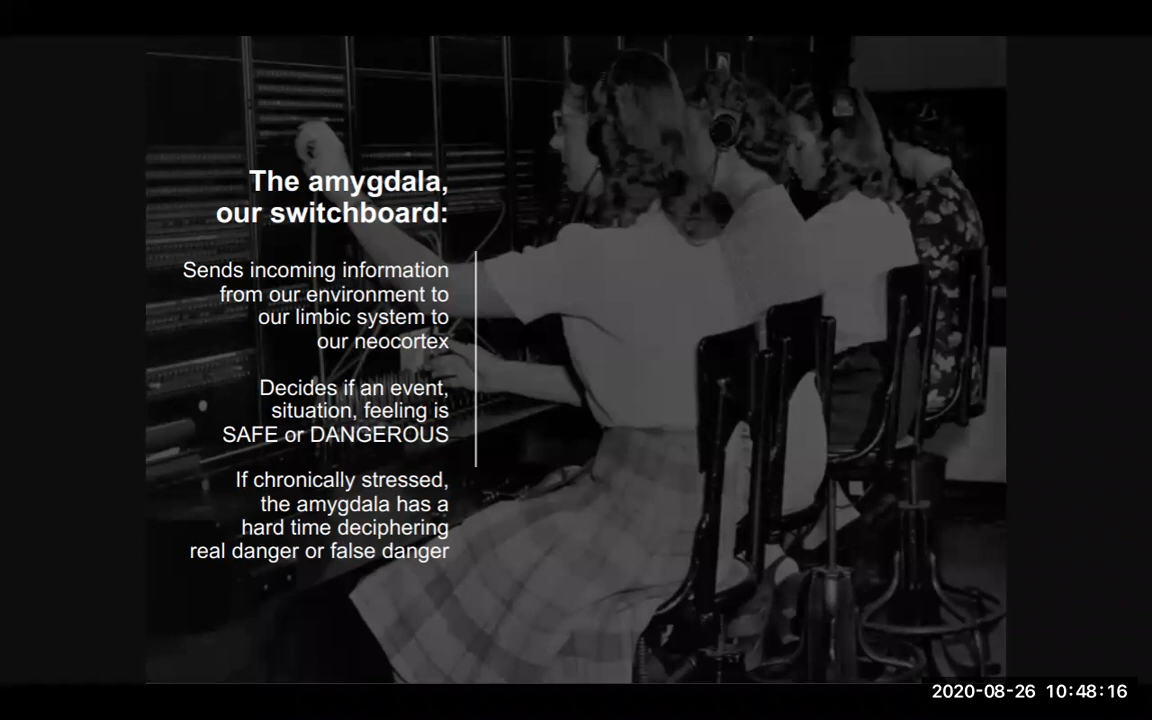 The amygdala,
our switchboard:
Sends incoming information
from our environment to
our limbic system to
our neocortex
Decides if an event,
situation, feeling is
SAFE or DANGEROUS
If chronically stressed,
the amygdala has a
hard time deciphering
real danger or false danger
2020-08-26 10:48:16